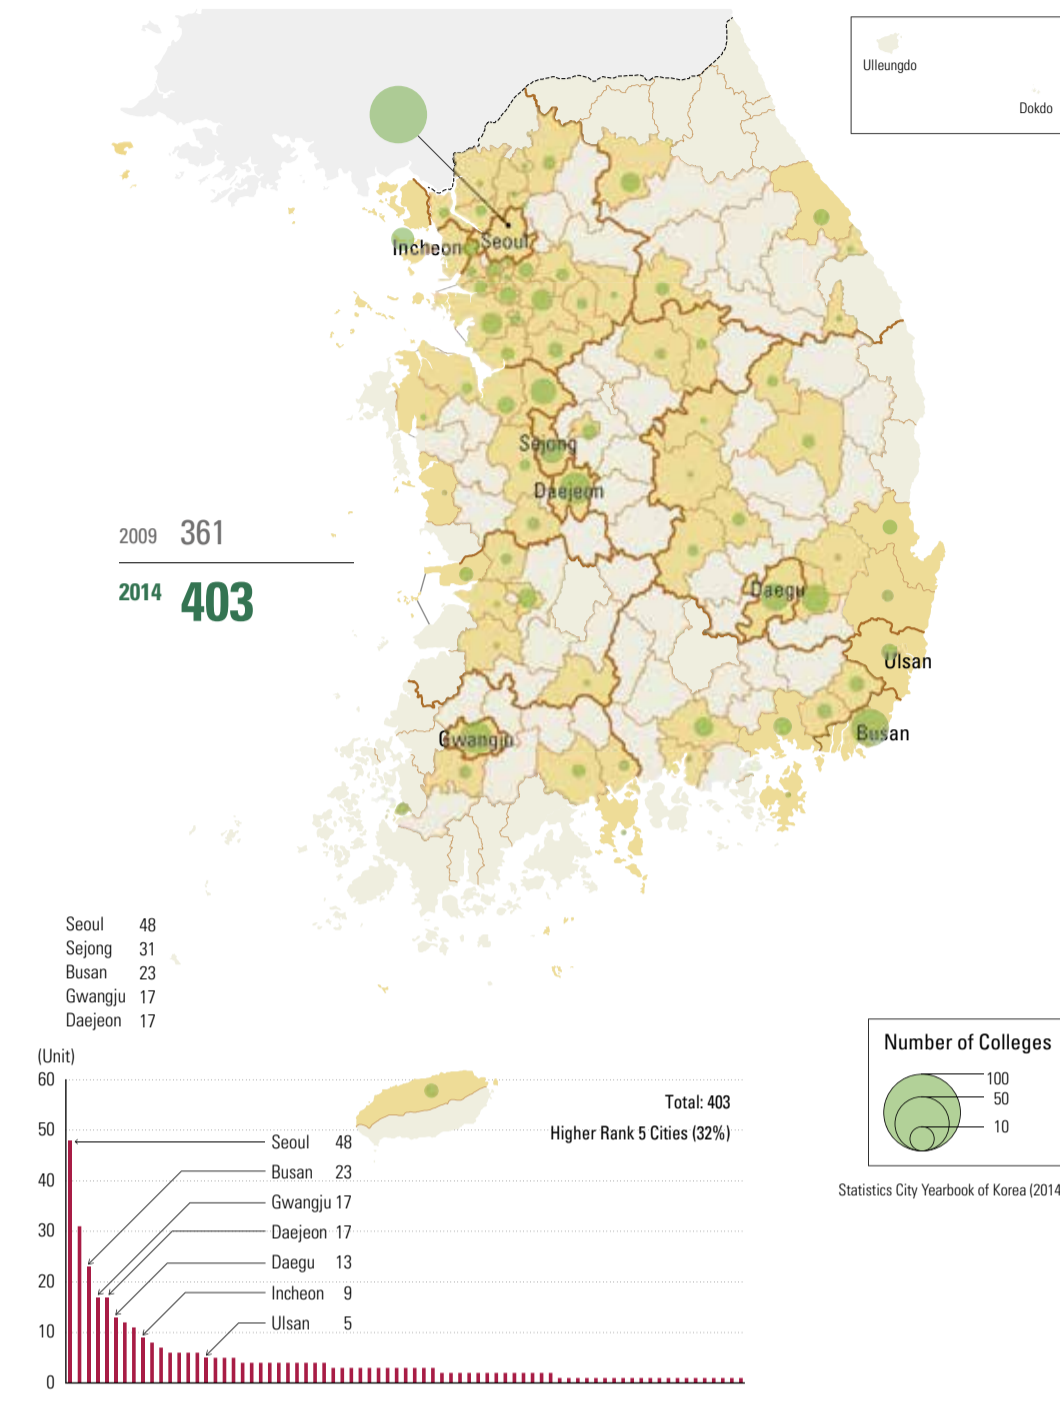 Ulleungdo
Dokdo
Incheon
Seoul
Sejong
Daejeon
2009 361
2014 403
Daegu
Ulsan
Busan
Gwangju
Seoul 48
Sejong 31
Busan 23
Gwangju 17
Daejeon 17
(Unit)
60
50
40
30
20
10
0
Total: 403
Higher Rank 5 Cities (32%)
Seoul 48
Busan 23
Gwangju 17
Daejeon 17
Daegu 13
Incheon 9
Ulsan 5
Number of Colleges
100
50
10
Statistics City Yearbook of Korea (2014